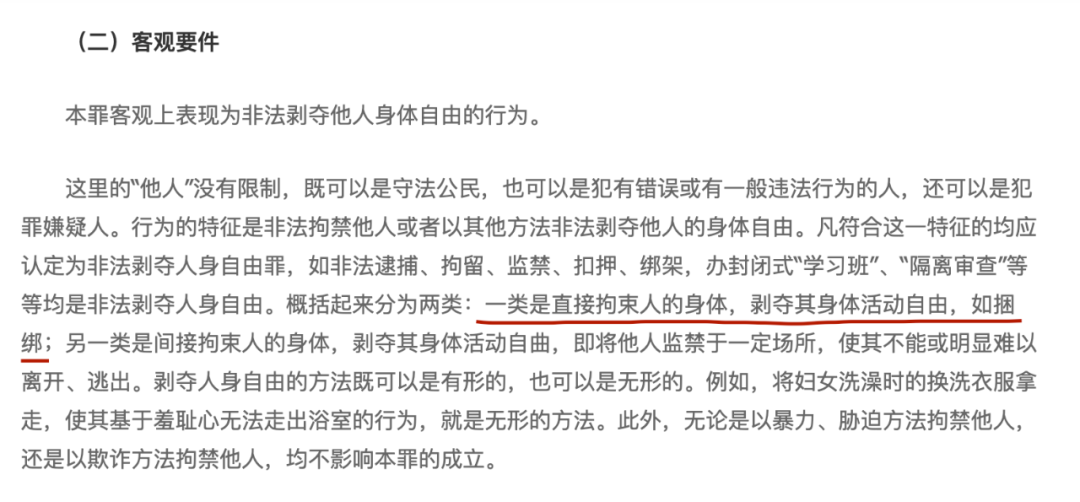 （二）客观要件
本罪客观上表现为非法剥夺他人身体自由的行为。
这里的“他人”没有限制，既可以是守法公民，也可以是犯有错误或有一般违法行为的人，还可以是犯
罪嫌疑人。行为的特征是非法拘禁他人或者以其他方法非法剥夺他人的身体自由。凡符合这一特征的均应
认定为非法剥夺人身自由罪，如非法逮捕、拘留、监禁、扣押、绑架，办封闭式“学习班”、“隔离审查”等
等均是非法剥夺人身自由。概括起来分为两类：一类是直接拘束人的身体，剥夺其身体活动自由，如捆
绑；另一类是间接拘束人的身体，剥夺其身体活动自由，即将他人监禁于一定场所，使其不能或明显难以
离开、逃出。剥夺人身自由的方法既可以是有形的，也可以是无形的。例如，将妇女洗澡时的换洗衣服拿
走，使其基于羞耻心无法走出浴室的行为，就是无形的方法。此外，无论是以暴力、胁迫方法拘禁他人，
还是以欺诈方法拘禁他人，均不影响本罪的成立。